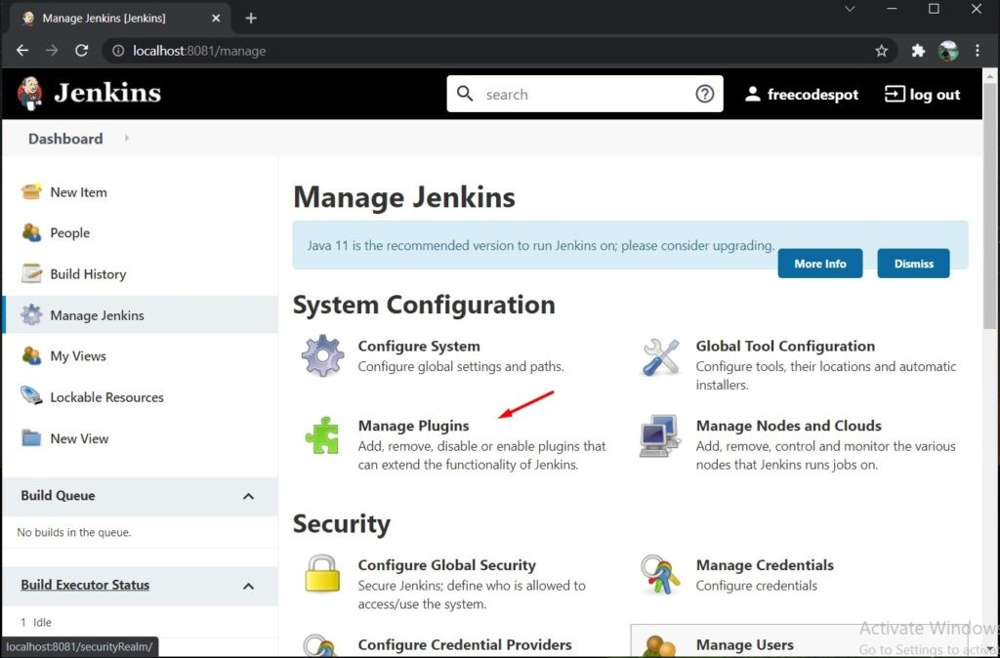 Manage Jenkins [Jenkins]
localhost:8081/manage
Jenkins
search
freecodespot
log out
Dashboard
New Item
People
Build History
Manage Jenkins
My Views
Lockable Resources
New View
Build Queue
No builds in the queue.
Build Executor Status
1 Idle
localhost:8081/securityRealm/
Manage Jenkins
Java 11 is the recommended version to run Jenkins on; please consider upgrading.
More Info
Dismiss
System Configuration
Configure System
Configure global settings and paths.
Global Tool Configuration
Configure tools, their locations and automatic
installers.
Manage Plugins
Add, remove, disable or enable plugins that
can extend the functionality of Jenkins.
Manage Nodes and Clouds
Add, remove, control and monitor the various
nodes that Jenkins runs jobs on.
Security
Configure Global Security
Secure Jenkins; define who is allowed to
access/use the system.
Manage Credentials
Configure credentials
Configure Credential Providers
Manage Users
Activate Windows
Go to Settings to activa